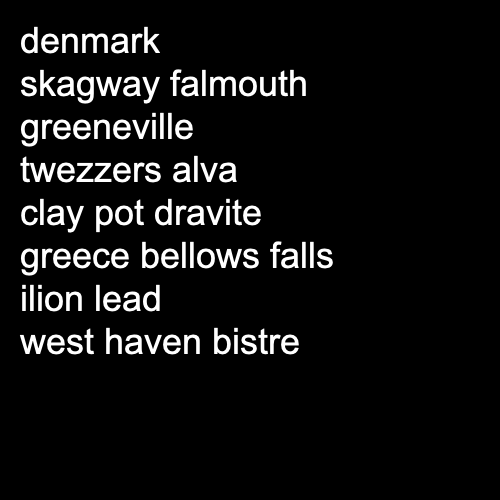 denmark
skagway falmouth
greeneville
twezzers alva
clay pot dravite
greece bellows falls
ilion lead
west haven bistre